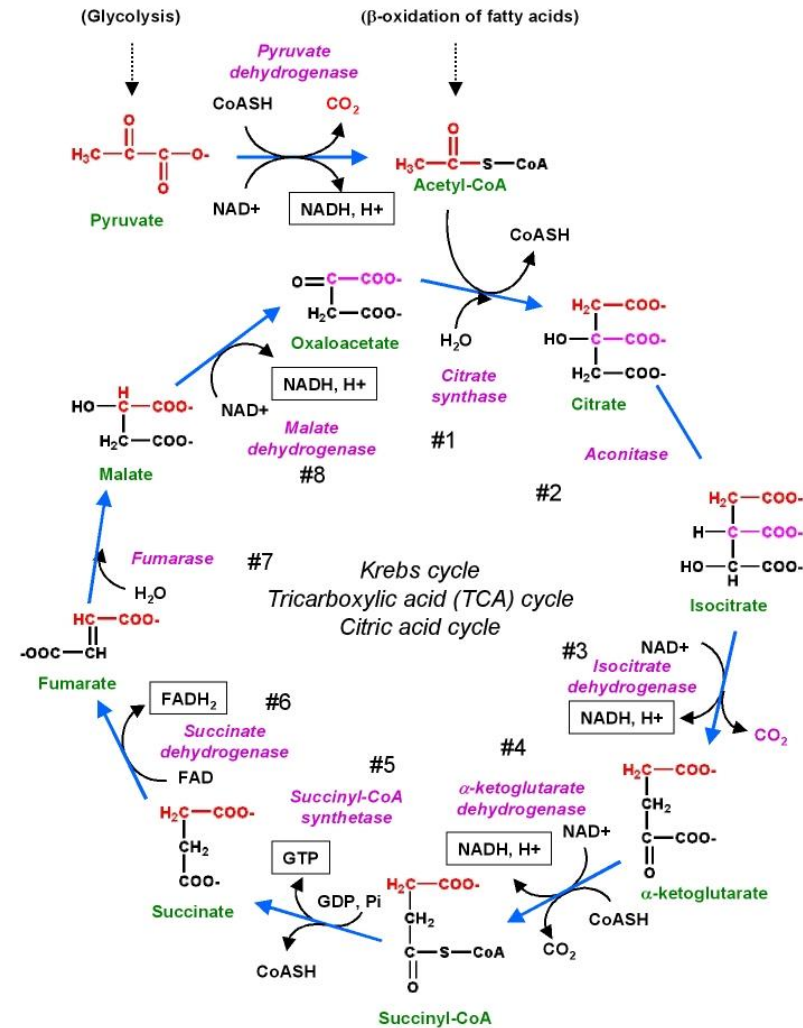 (Glycolysis)
(β-oxidation of fatty acids)
Pyruvate
dehydrogenase
CoASH
CO2
O
H3C—C—C—O-
O
NAD+
NADH, H+
Pyruvate
O
H3C—C—S—CoA
Acetyl-CoA
CoASH
O=C—COO-
H2C—COO-
Oxaloacetate
H2O
Citrate
synthase
#1
H2C—COO-
HO—C—COO-
H2C—COO-
Citrate
Aconitase
#2
H2C—COO-
H—C—COO-
HO—C—COO-
H
Isocitrate
NAD+
#3
Isocitrate
dehydrogenase
NADH, H+
CO2
H2C—COO-
CH2
C—COO-
O
α-ketoglutarate
#4
α-ketoglutarate
dehydrogenase
NAD+
NADH, H+
CoASH
CO2
H2C—COO-
CH2
C—S—CoA
O
Succinyl-CoA
#5
Succinyl-CoA
synthetase
GTP
GDP, Pi
CoASH
H2C—COO-
CH2
COO-
Succinate
#6
FADH2
Succinate
dehydrogenase
FAD
HC—COO-
-OOC—CH
Fumarate
Fumarase
#7
H2O
H
HO—C—COO-
H2C—COO-
Malate
NAD+
NADH, H+
Malate
dehydrogenase
#8
Krebs cycle
Tricarboxylic acid (TCA) cycle
Citric acid cycle